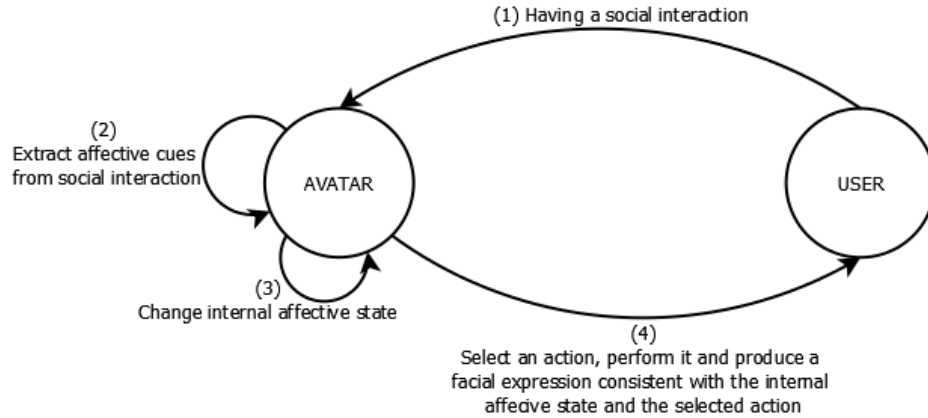 (1) Having a social interaction
(2)
Extract affective cues
from social interaction
AVATAR
USER
(3)
Change internal affective state
(4)
Select an action, perform it and produce a
facial expression consistent with the internal
affecive state and the selected action